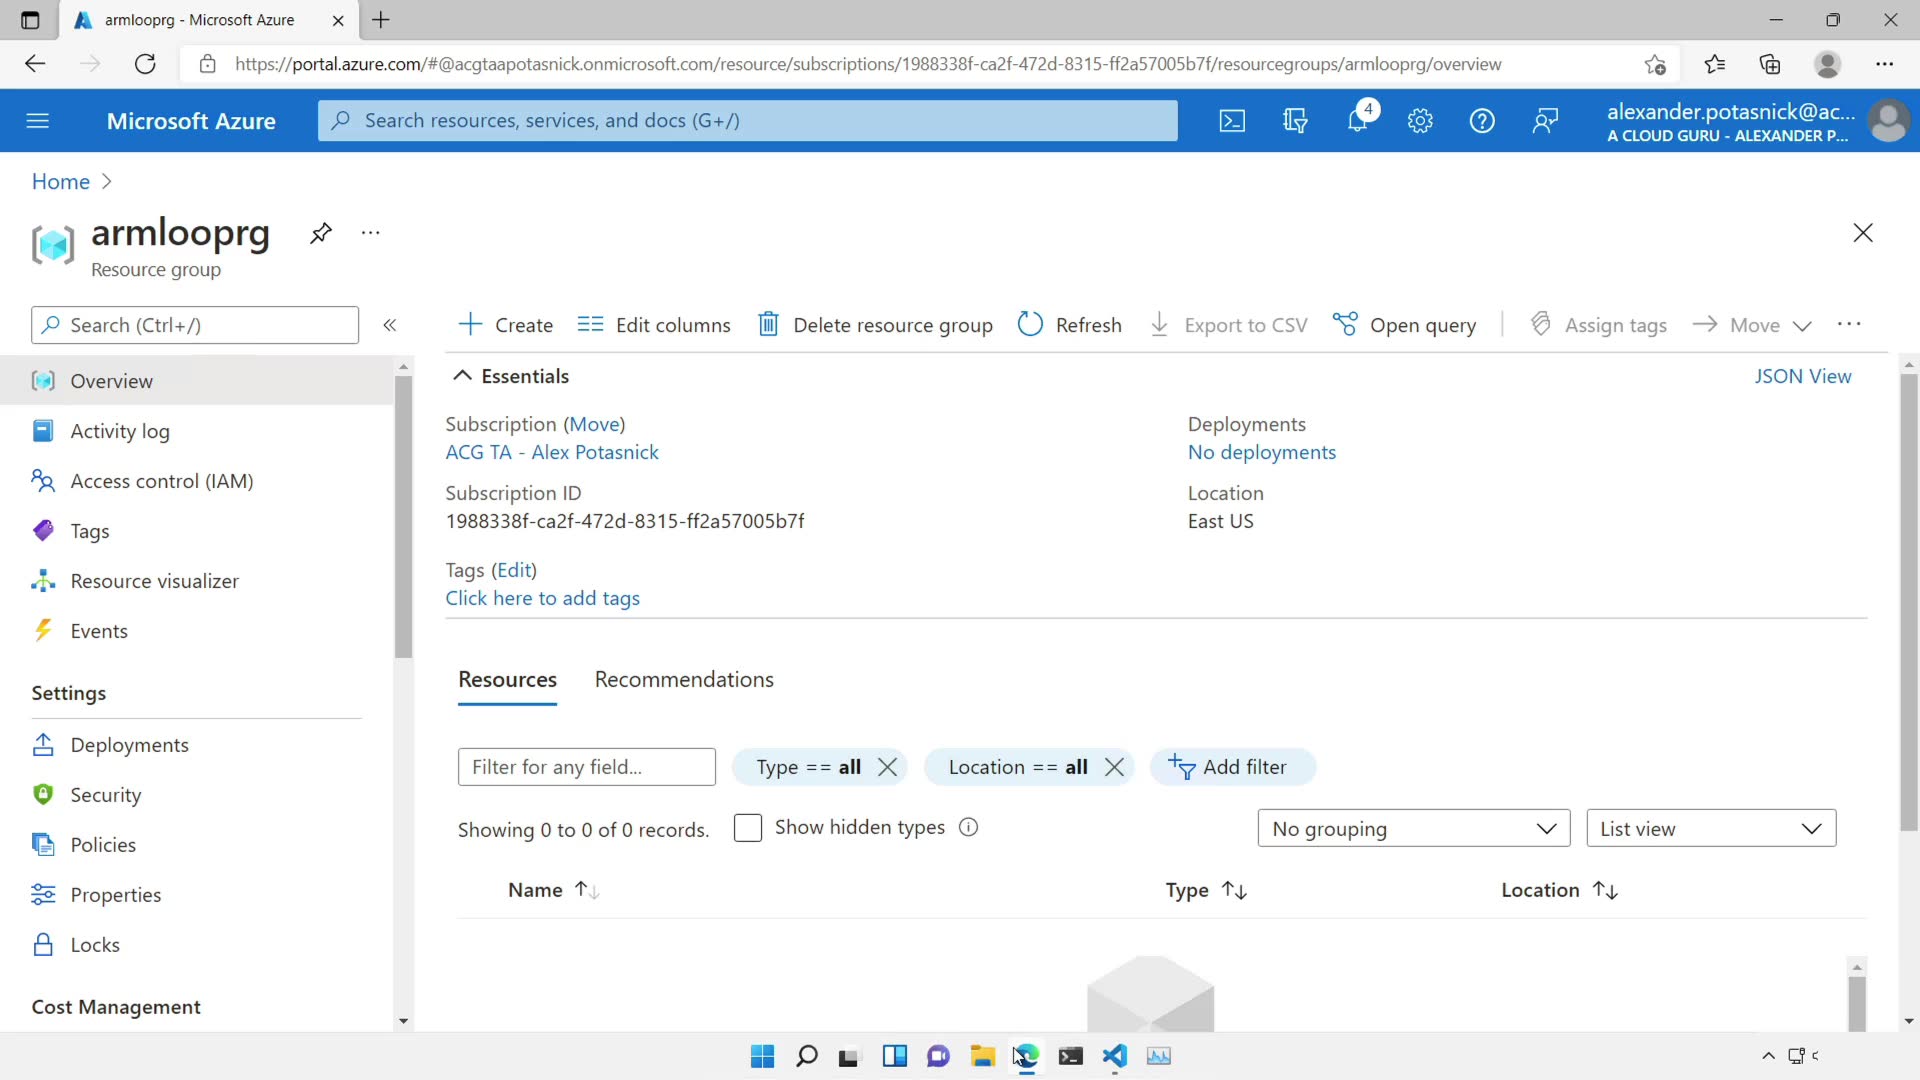 armlooprg - Microsoft Azure
https://portal.azure.com/#@acgtaapotasnick.onmicrosoft.com/resource/subscriptions/1988338f-ca2f-472d-8315-ff2a57005b7f/resourcegroups/armlooprg/overview
Microsoft Azure
Search resources, services, and docs (G+/)
4
alexander.potasnick@ac...
A CLOUD GURU - ALEXANDER P...
Home
armlooprg
Resource group
Search (Ctrl+/)
Create
Edit columns
Delete resource group
Refresh
Export to CSV
Open query
Assign tags
Move
Overview
Activity log
Access control (IAM)
Tags
Resource visualizer
Events
Settings
Deployments
Security
Policies
Properties
Locks
Cost Management
Essentials
JSON View
Subscription (Move)
ACG TA - Alex Potasnick
Subscription ID
1988338f-ca2f-472d-8315-ff2a57005b7f
Tags (Edit)
Click here to add tags
Deployments
No deployments
Location
East US
Resources
Recommendations
Filter for any field...
Type == all
Location == all
Add filter
Showing 0 to 0 of 0 records.
Show hidden types
No grouping
List view
Name
Type
Location